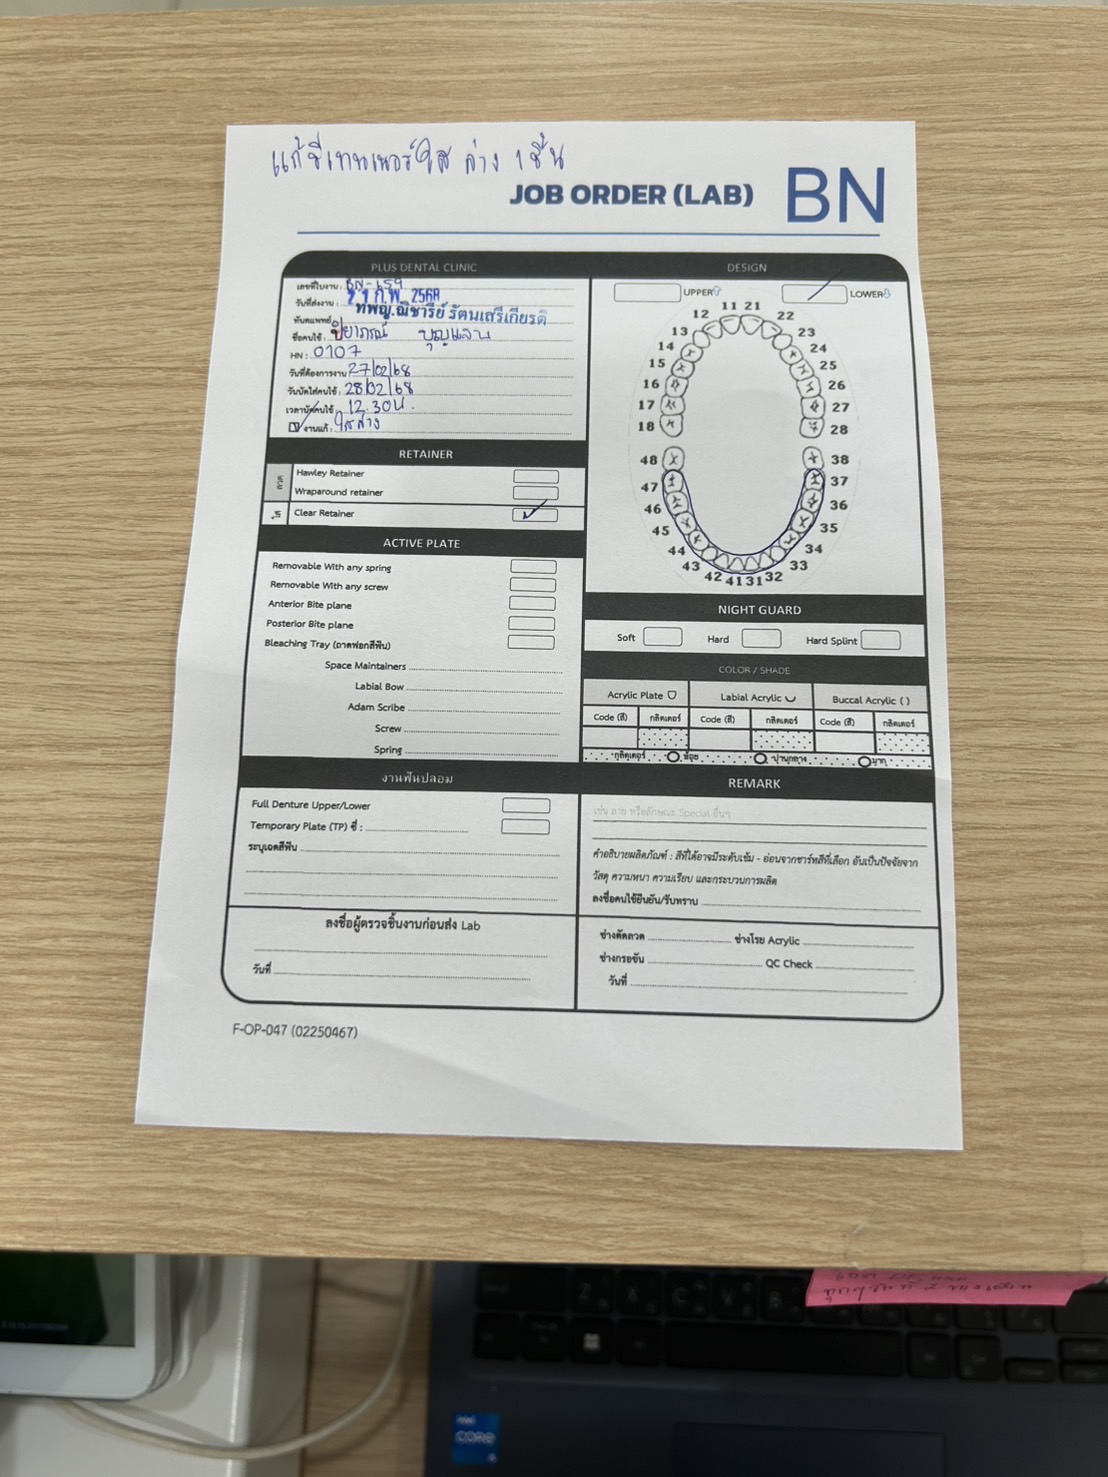 แก้รีเทนเนอร์ใส ล่าง 1 ชิ้น
JOB ORDER (LAB) BN
PLUS DENTAL CLINIC
เลขที่ใบงาน : BN-159
วันที่ส่งงาน : 21 ก.พ. 2568
ทันตแพทย์ ทพญ.ณิชารีย์ รัตนเสรีเกียรติ
ชื่อคนไข้ : ปิยาภรณ์ บุญแลน
HN : 0107
วันที่ต้องการงาน 27/02/68
วันนัดใส่คนไข้ : 28/02/68
เวลานัดคนไข้ : 12.30 น.
งานแก้ : ใสล่าง
RETAINER
ลวด
Hawley Retainer
Wraparound retainer
ใส
Clear Retainer
ACTIVE PLATE
Removable With any spring
Removable With any screw
Anterior Bite plane
Posterior Bite plane
Bleaching Tray (ถาดฟอกสีฟัน)
Space Maintainers
Labial Bow
Adam Scribe
Screw
Spring
งานฟันปลอม
Full Denture Upper/Lower
Temporary Plate (TP) ซี่ :
ระบุเฉดสีฟัน
ลงชื่อผู้ตรวจชิ้นงานก่อนส่ง Lab
วันที่
DESIGN
UPPER LOWER
11 21
12 22
13 23
14 24
15 25
16 26
17 27
18 28
48 38
47 37
46 36
45 35
44 34
43 33
42 41 31 32
NIGHT GUARD
Soft Hard Hard Splint
COLOR / SHADE
Acrylic Plate Labial Acrylic Buccal Acrylic ( )
Code (สี) กลิตเตอร์ Code (สี) กลิตเตอร์ Code (สี) กลิตเตอร์
กลิตเตอร์ น้อย ปานกลาง มาก
REMARK
เช่น ลาย หรือลักษณะ Special อื่นๆ
คำอธิบายผลิตภัณฑ์ : สีที่ได้อาจมีระดับเข้ม - อ่อนจากชาร์ทสีที่เลือก อันเป็นปัจจัยจาก
วัสดุ ความหนา ความเรียบ และกระบวนการผลิต
ลงชื่อคนไข้ยืนยัน/รับทราบ
ช่างดัดลวด ช่างโรย Acrylic
ช่างกรอขัด QC Check
วันที่
F-OP-047 (02250467)
intel
CORE